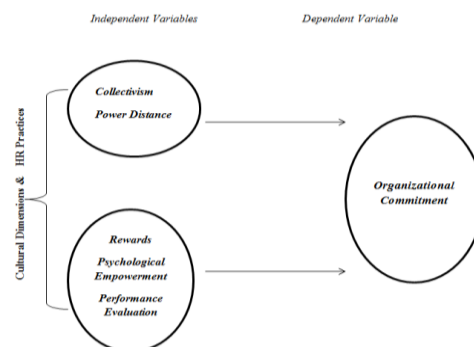 Independent Variables
Dependent Variable
Cultural Dimensions & HR Practices
Collectivism
Power Distance
Organizational
Commitment
Rewards
Psychological
Empowerment
Performance
Evaluation